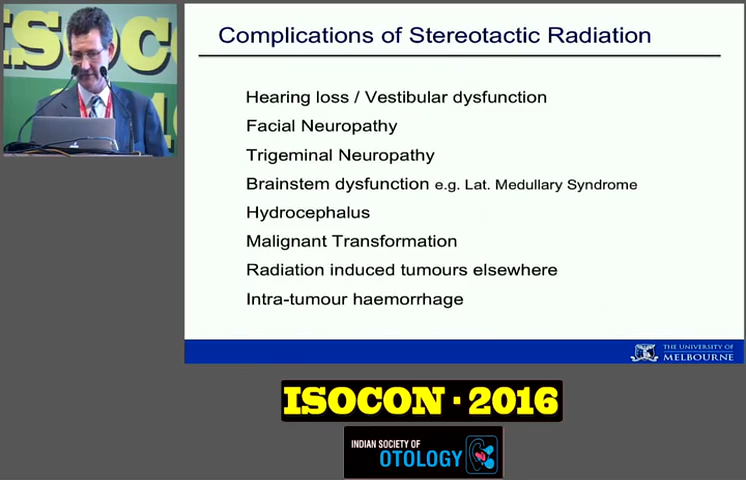 ISOCON
Complications of Stereotactic Radiation
Hearing loss / Vestibular dysfunction
Facial Neuropathy
Trigeminal Neuropathy
Brainstem dysfunction e.g. Lat. Medullary Syndrome
Hydrocephalus
Malignant Transformation
Radiation induced tumours elsewhere
Intra-tumour haemorrhage
THE UNIVERSITY OF
MELBOURNE
ISOCON · 2016
INDIAN SOCIETY OF
OTOLOGY